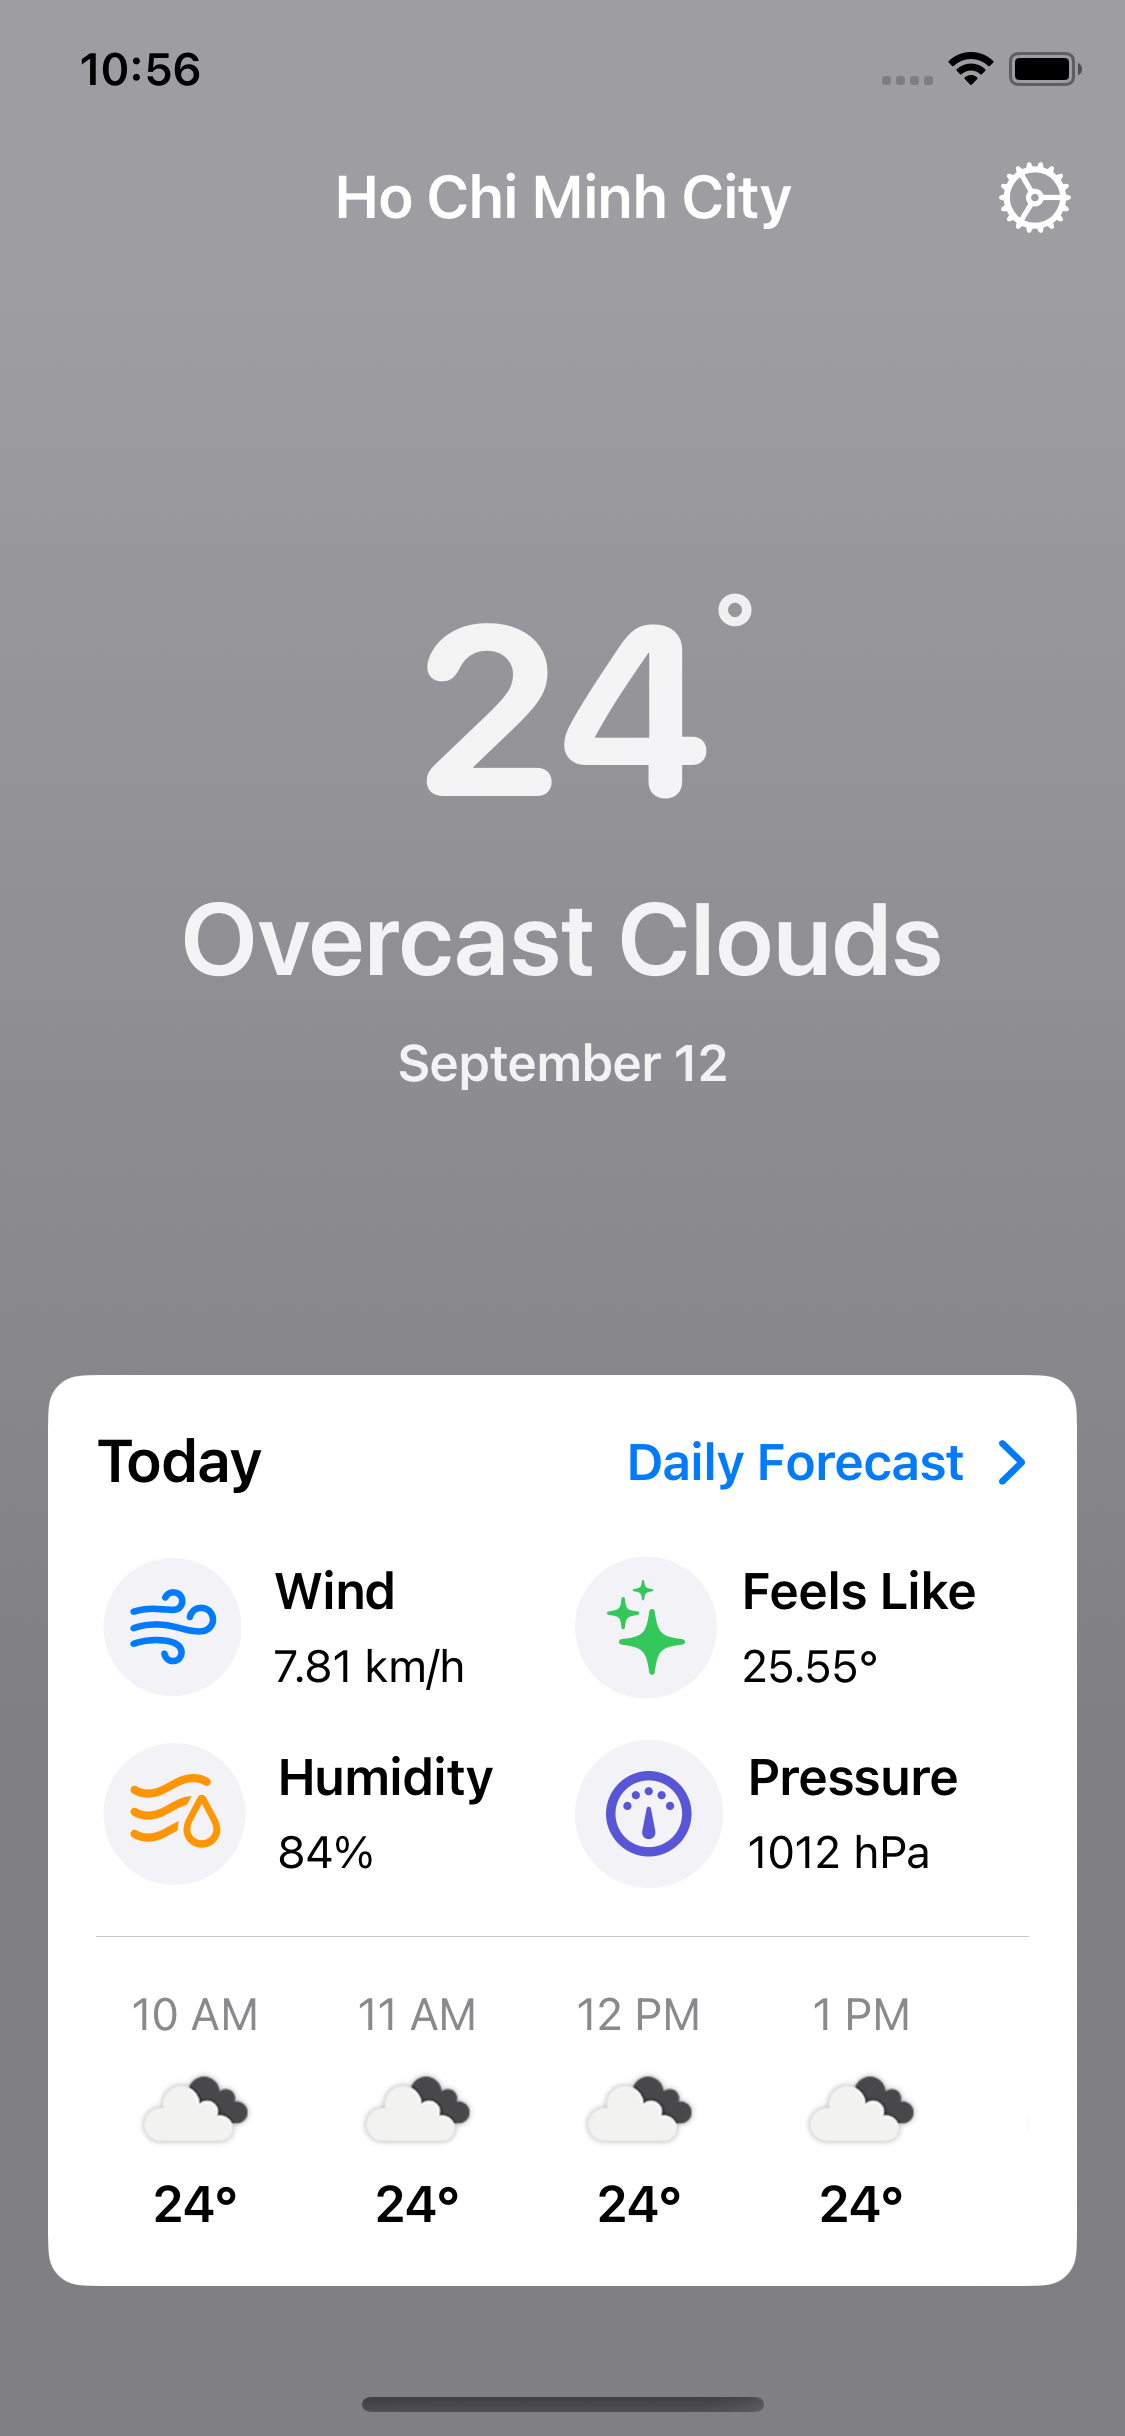 10:56
Ho Chi Minh City
24°
Overcast Clouds
September 12
Today Daily Forecast
Wind Feels Like
7.81 km/h 25.55°
Humidity Pressure
84% 1012 hPa
10 AM 11 AM 12 PM 1 PM
24° 24° 24° 24°